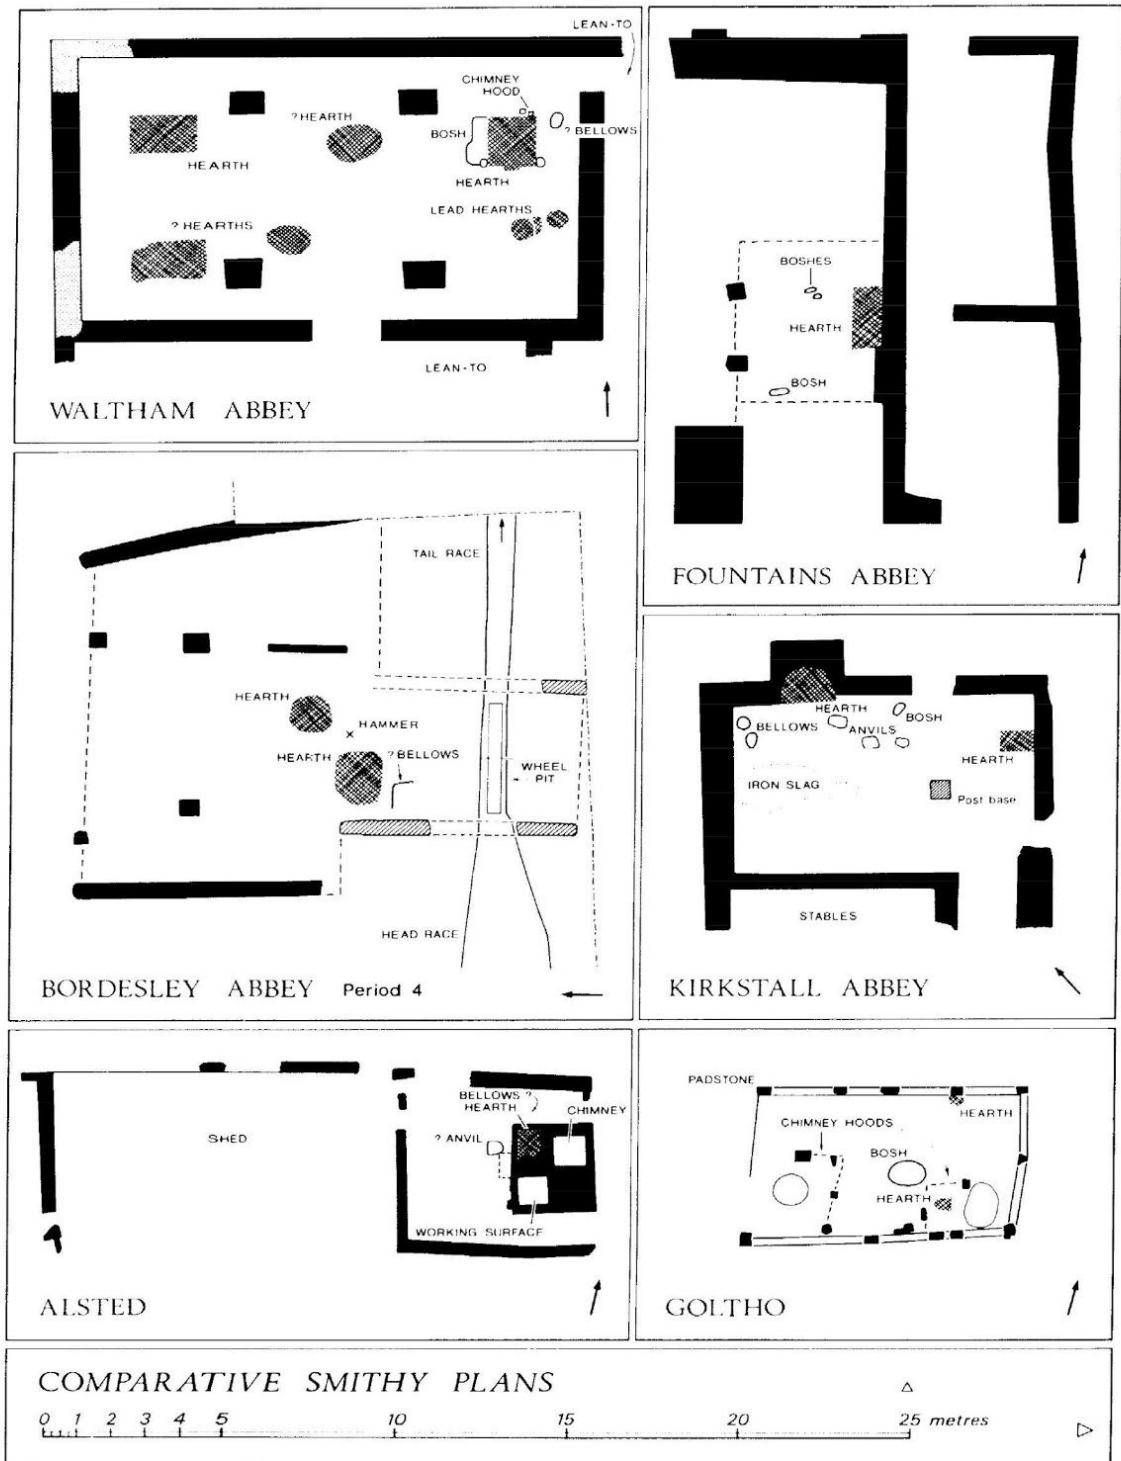 LEAN-TO
CHIMNEY
HOOD
? HEARTH
BOSH
? BELLOWS
HEARTH
HEARTH
LEAD HEARTHS
? HEARTHS
LEAN-TO
WALTHAM ABBEY
BOSHES
HEARTH
BOSH
FOUNTAINS ABBEY
TAIL RACE
HEARTH
HAMMER
HEARTH
? BELLOWS
WHEEL
PIT
HEAD RACE
BORDESLEY ABBEY Period 4
HEARTH
BOSH
BELLOWS
ANVILS
HEARTH
IRON SLAG
Post base
STABLES
KIRKSTALL ABBEY
BELLOWS ?
HEARTH
CHIMNEY
SHED
? ANVIL
WORKING SURFACE
ALSTED
PADSTONE
HEARTH
CHIMNEY HOODS
BOSH
HEARTH
GOLTHO
COMPARATIVE SMITHY PLANS
0 1 2 3 4 5 10 15 20 25 metres